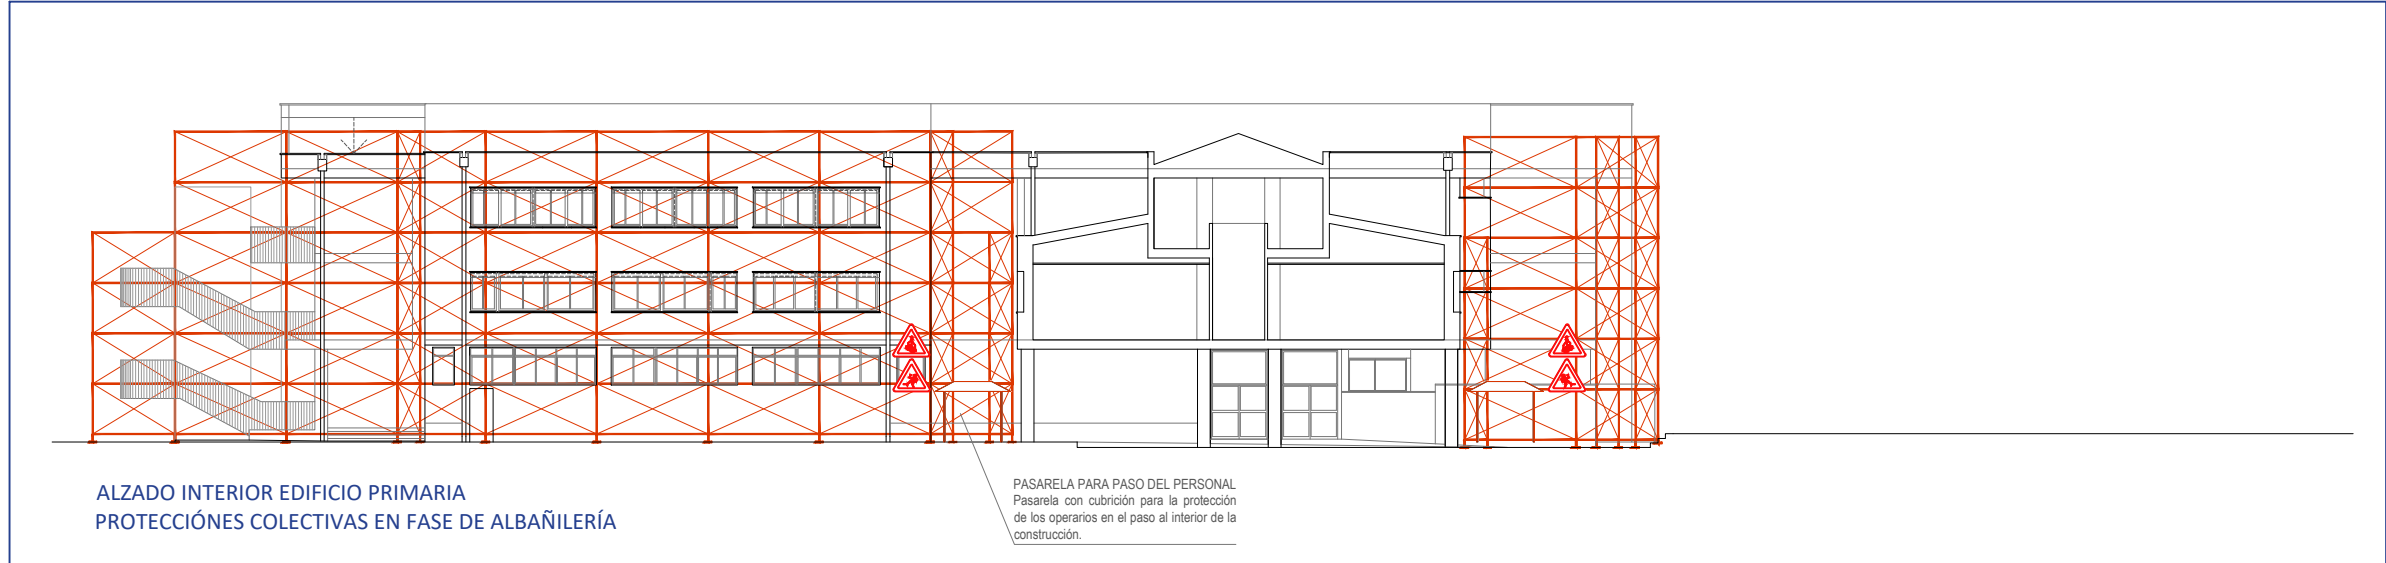 ALZADO INTERIOR EDIFICIO PRIMARIA
PROTECCIÓNES COLECTIVAS EN FASE DE ALBAÑILERÍA
PASARELA PARA PASO DEL PERSONAL
Pasarela con cubrición para la protección
de los operarios en el paso al interior de la
construcción.